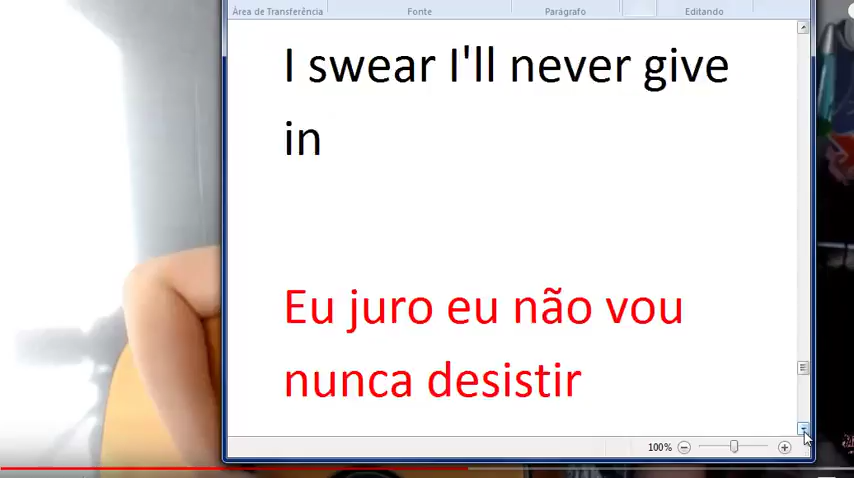 Área de Transferência Fonte Parágrafo Editando
I swear I'll never give
in
Eu juro eu não vou
nunca desistir
100%